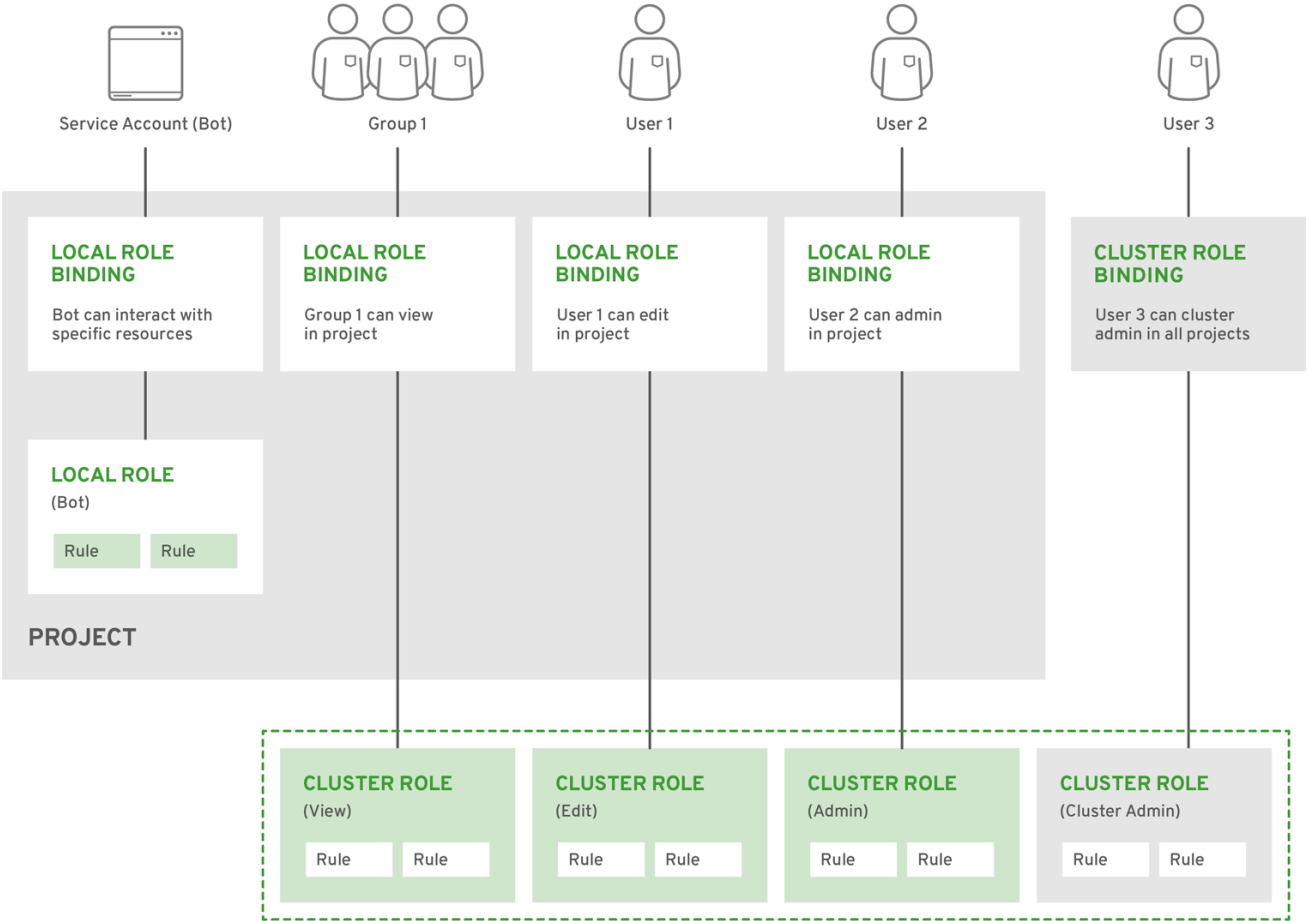 Service Account (Bot)
Group 1
User 1
User 2
User 3
LOCAL ROLE
BINDING
Bot can interact with
specific resources
LOCAL ROLE
BINDING
Group 1 can view
in project
LOCAL ROLE
BINDING
User 1 can edit
in project
LOCAL ROLE
BINDING
User 2 can admin
in project
CLUSTER ROLE
BINDING
User 3 can cluster
admin in all projects
LOCAL ROLE
(Bot)
Rule
Rule
PROJECT
CLUSTER ROLE
(View)
Rule
Rule
CLUSTER ROLE
(Edit)
Rule
Rule
CLUSTER ROLE
(Admin)
Rule
Rule
CLUSTER ROLE
(Cluster Admin)
Rule
Rule